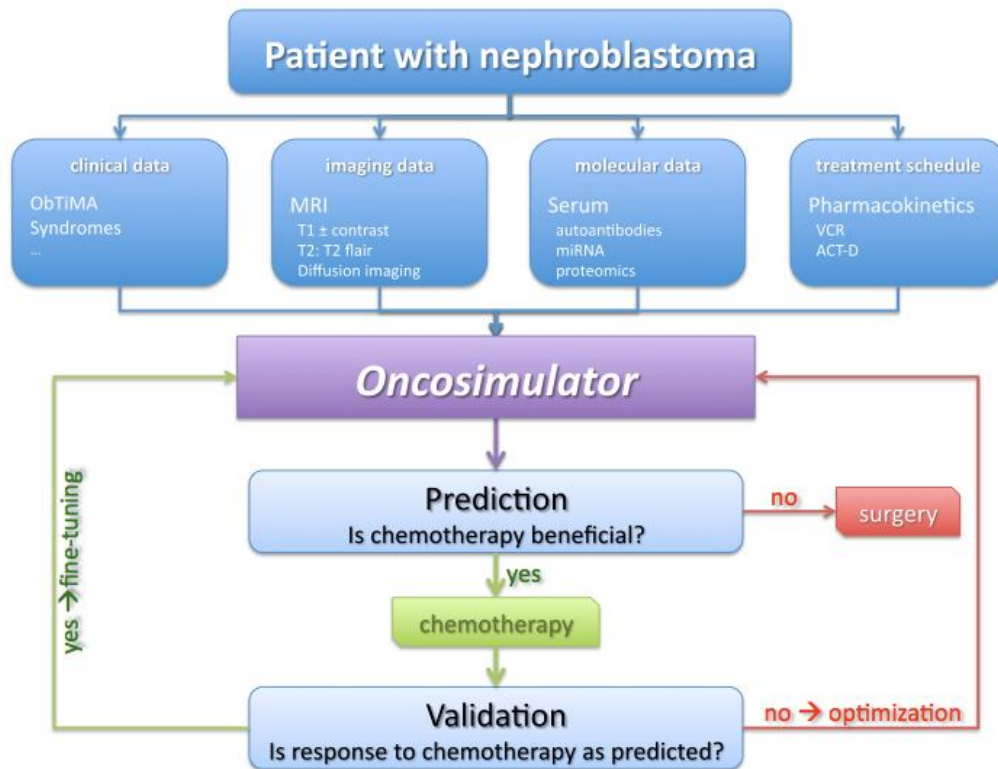 Patient with nephroblastoma
clinical data
ObTiMA
Syndromes
...
imaging data
MRI
T1 ± contrast
T2: T2 flair
Diffusion imaging
molecular data
Serum
autoantibodies
miRNA
proteomics
treatment schedule
Pharmacokinetics
VCR
ACT-D
Oncosimulator
Prediction
Is chemotherapy beneficial?
no
surgery
yes
chemotherapy
yes → fine-tuning
Validation
Is response to chemotherapy as predicted?
no → optimization